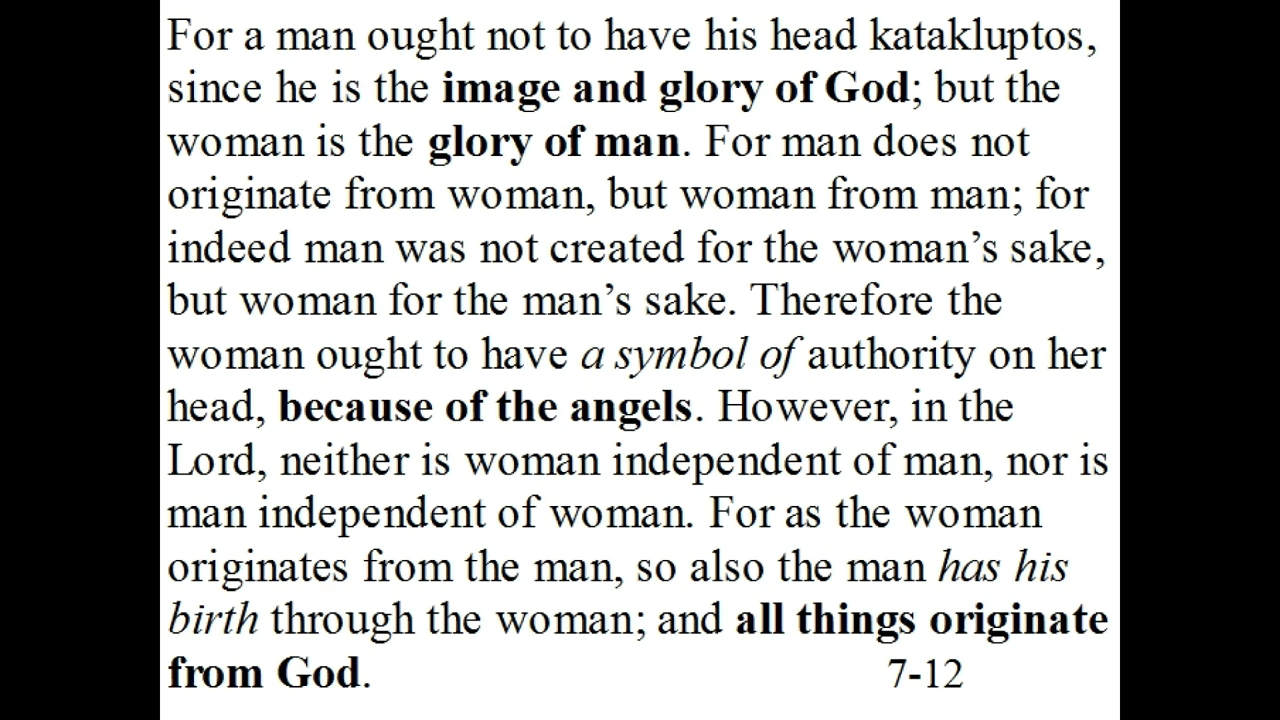 For a man ought not to have his head katakluptos,
since he is the image and glory of God; but the
woman is the glory of man. For man does not
originate from woman, but woman from man; for
indeed man was not created for the woman’s sake,
but woman for the man’s sake. Therefore the
woman ought to have a symbol of authority on her
head, because of the angels. However, in the
Lord, neither is woman independent of man, nor is
man independent of woman. For as the woman
originates from the man, so also the man has his
birth through the woman; and all things originate
from God. 7-12